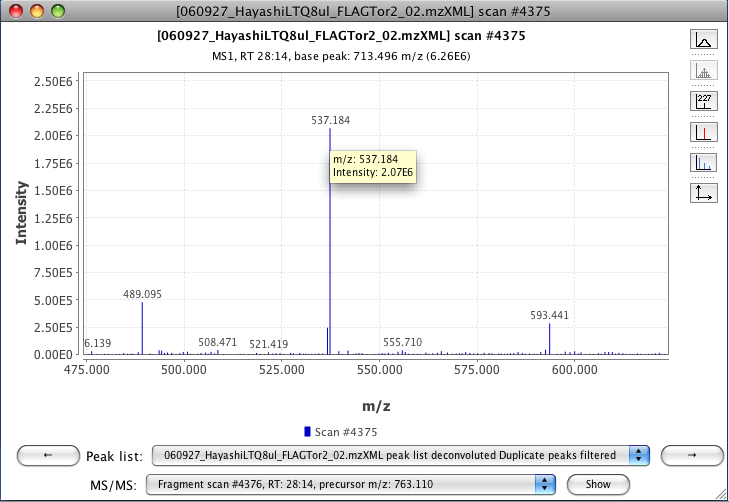 [060927_HayashiLTQ8ul_FLAGTor2_02.mzXML] scan #4375
[060927_HayashiLTQ8ul_FLAGTor2_02.mzXML] scan #4375
MS1, RT 28:14, base peak: 713.496 m/z (6.26E6)
2.50E6
2.25E6
2.00E6
1.75E6
1.50E6
1.25E6
1.00E6
7.50E5
5.00E5
2.50E5
0.00E0
Intensity
537.184
m/z: 537.184
Intensity: 2.07E6
489.095
593.441
6.139
508.471
521.419
555.710
475.000
500.000
525.000
550.000
575.000
600.000
m/z
Scan #4375
2.27
Peak list:
060927_HayashiLTQ8ul_FLAGTor2_02.mzXML peak list deconvoluted Duplicate peaks filtered
MS/MS:
Fragment scan #4376, RT: 28:14, precursor m/z: 763.110
Show